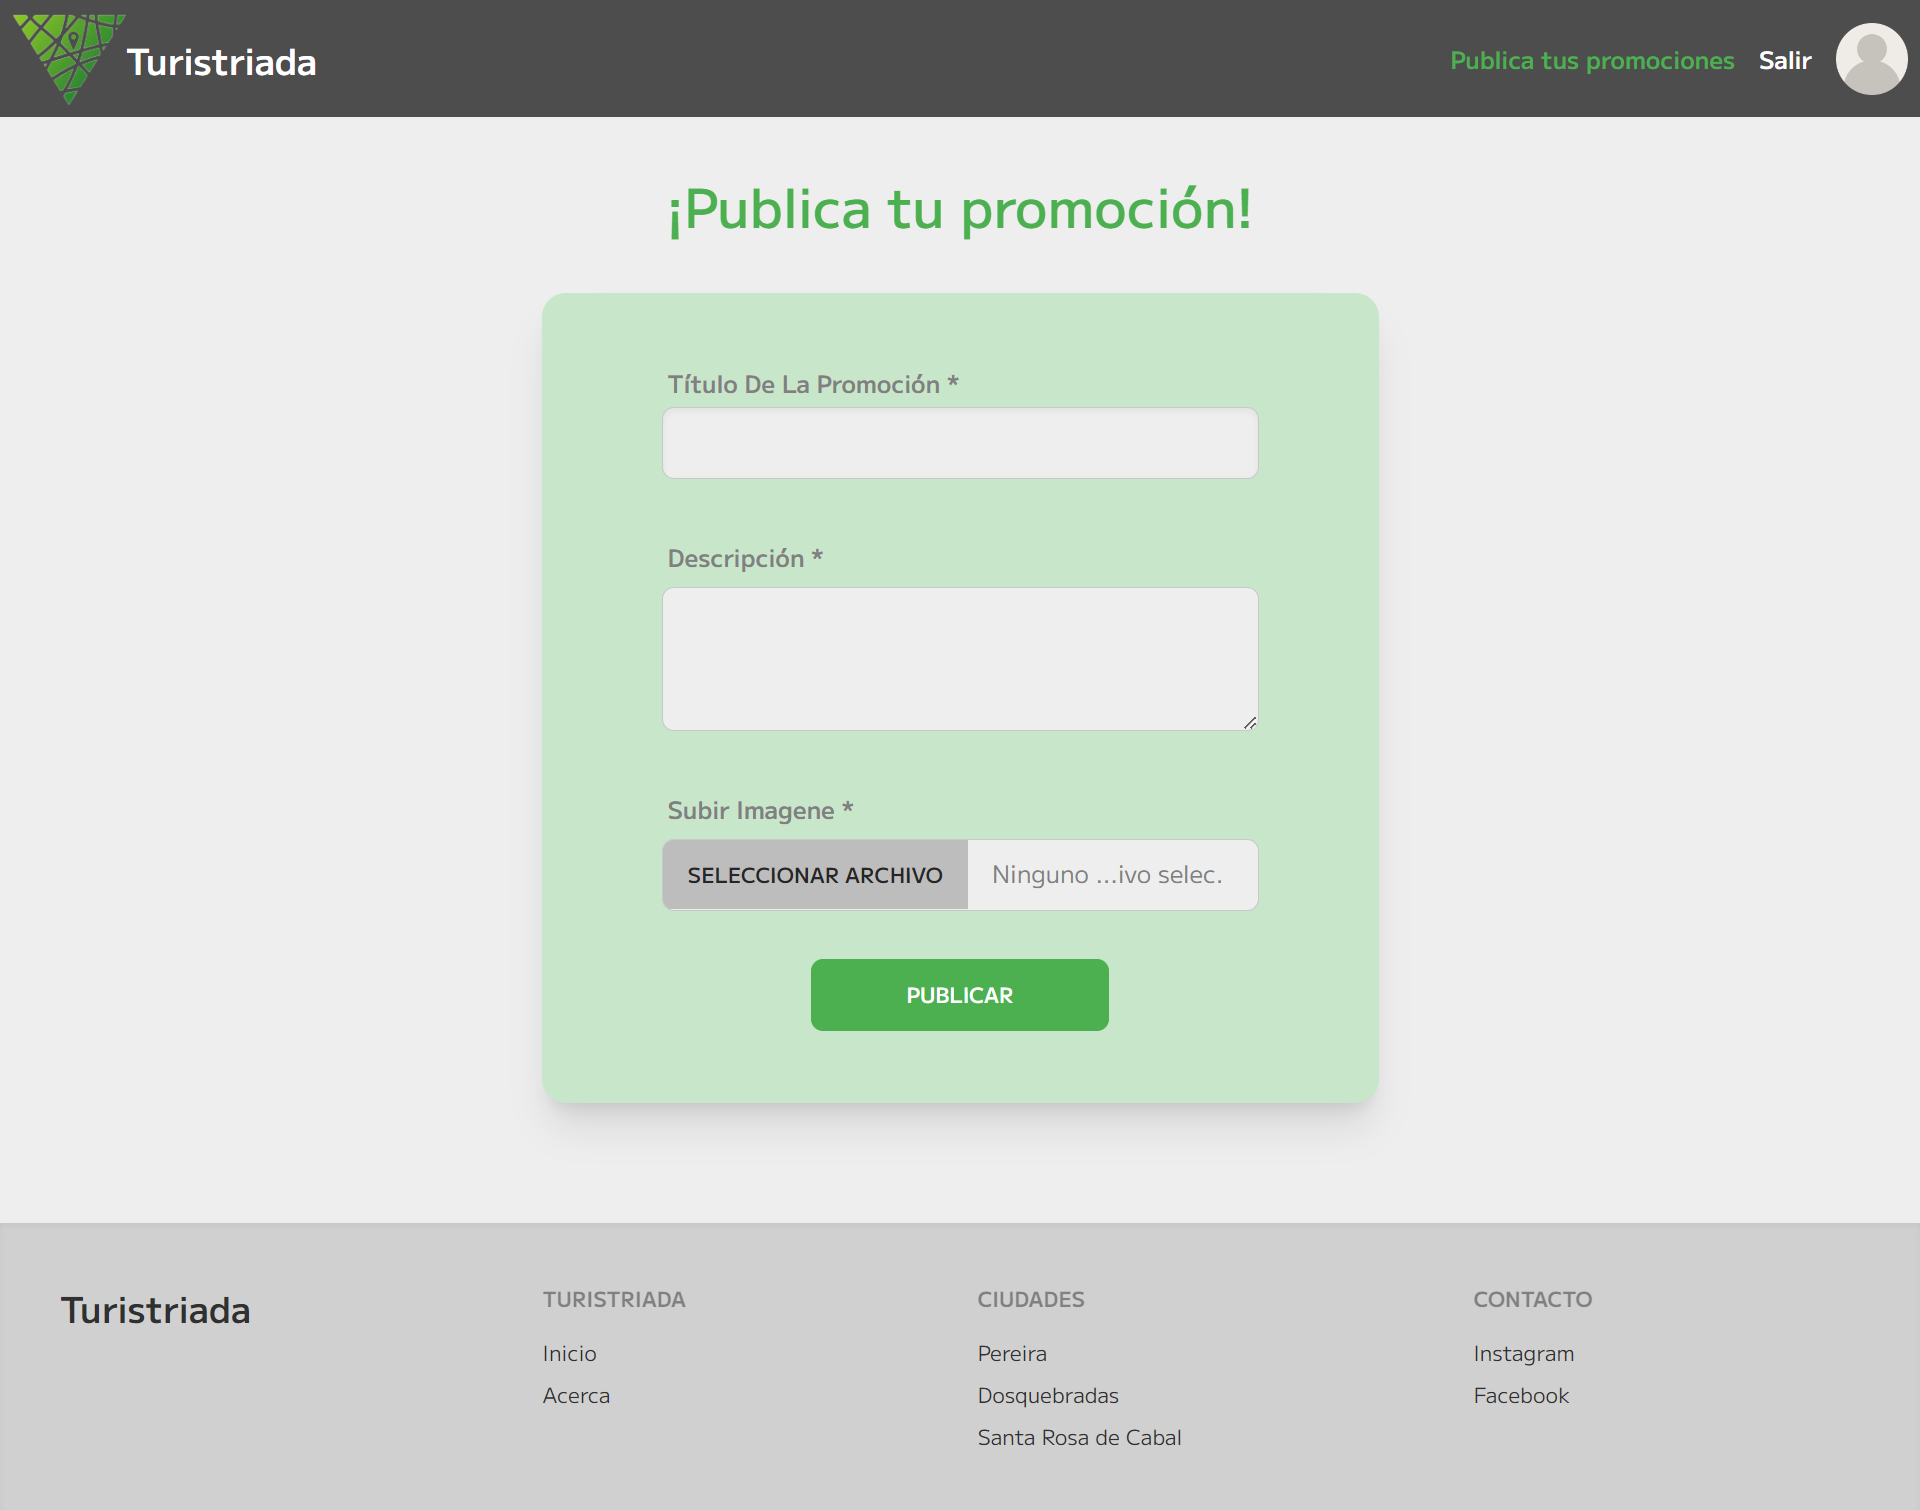 Turistriada
Publica tus promociones Salir
¡Publica tu promoción!
Título De La Promoción *
Descripción *
Subir Imagene *
SELECCIONAR ARCHIVO Ninguno ...ivo selec.
PUBLICAR
Turistriada
TURISTRIADA
Inicio
Acerca
CIUDADES
Pereira
Dosquebradas
Santa Rosa de Cabal
CONTACTO
Instagram
Facebook